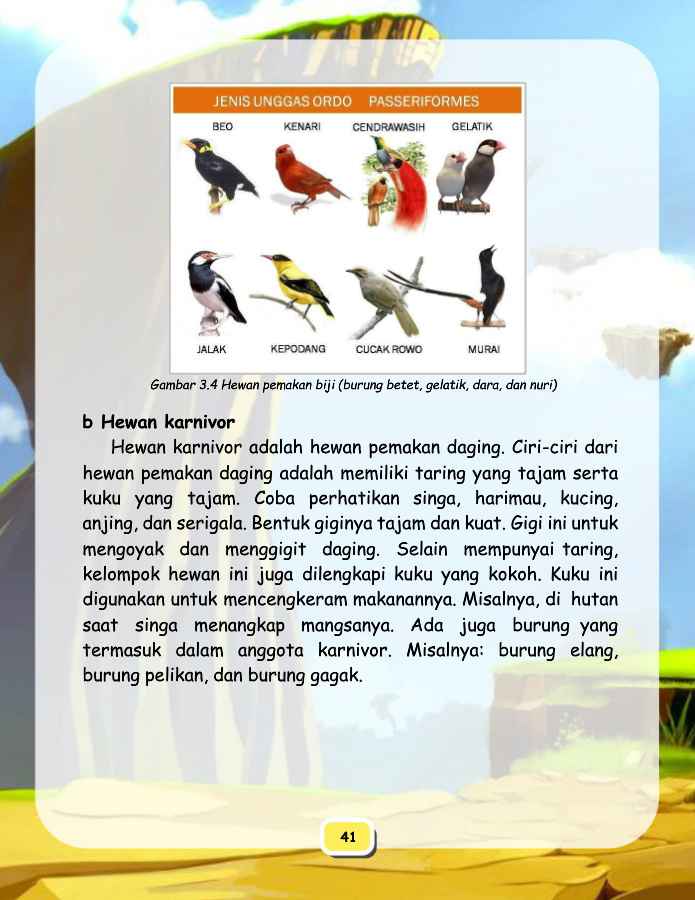 JENIS UNGGAS ORDO PASSERIFORMES
BEO KENARI CENDRAWASIH GELATIK
JALAK KEPODANG CUCAK ROWO MURAI
Gambar 3.4 Hewan pemakan biji (burung betet, gelatik, dara, dan nuri)
b Hewan karnivor
Hewan karnivor adalah hewan pemakan daging. Ciri-ciri dari
hewan pemakan daging adalah memiliki taring yang tajam serta
kuku yang tajam. Coba perhatikan singa, harimau, kucing,
anjing, dan serigala. Bentuk giginya tajam dan kuat. Gigi ini untuk
mengoyak dan menggigit daging. Selain mempunyai taring,
kelompok hewan ini juga dilengkapi kuku yang kokoh. Kuku ini
digunakan untuk mencengkeram makanannya. Misalnya, di hutan
saat singa menangkap mangsanya. Ada juga burung yang
termasuk dalam anggota karnivor. Misalnya: burung elang,
burung pelikan, dan burung gagak.
41